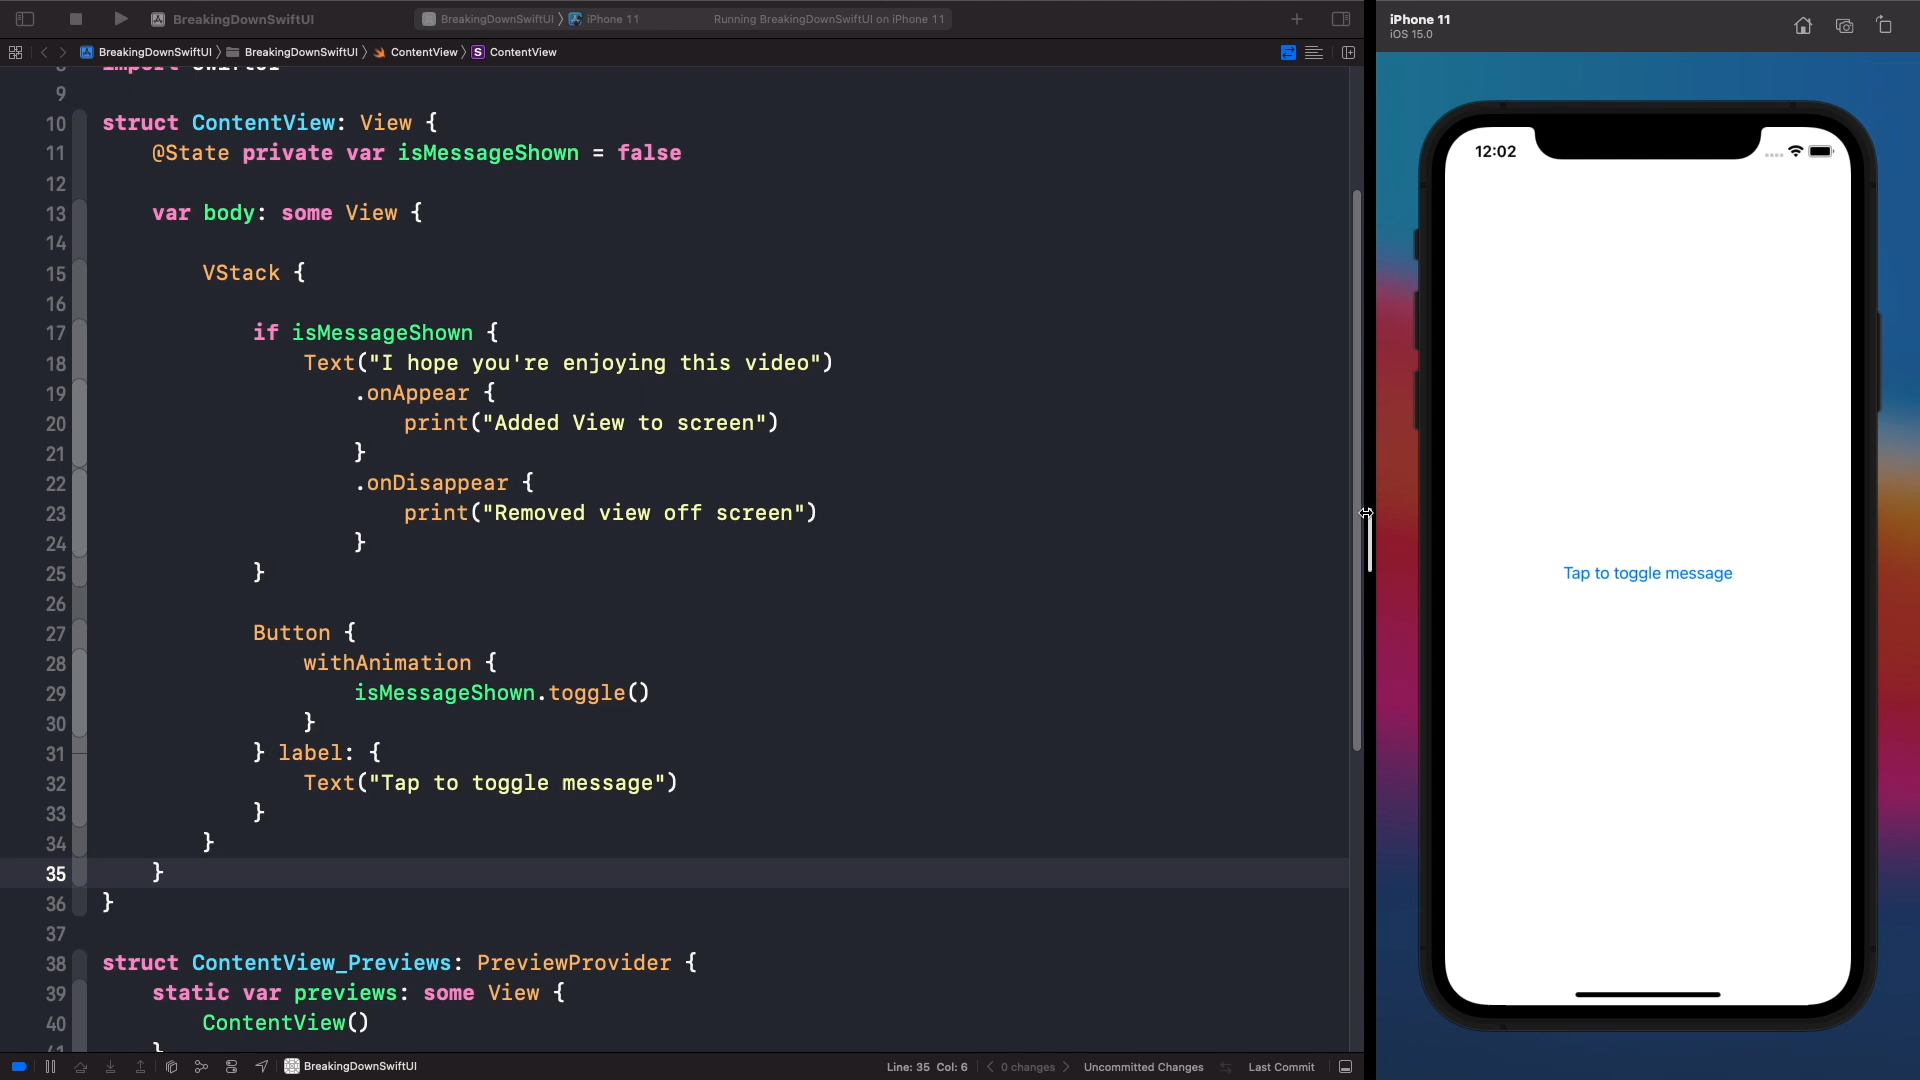 BreakingDownSwiftUI
BreakingDownSwiftUI 〉 iPhone 11
Running BreakingDownSwiftUI on iPhone 11
BreakingDownSwiftUI 〉 BreakingDownSwiftUI 〉 ContentView 〉 S ContentView
8 import SwiftUI
9
10 struct ContentView: View {
11 @State private var isMessageShown = false
12
13 var body: some View {
14
15 VStack {
16
17 if isMessageShown {
18 Text("I hope you're enjoying this video")
19 .onAppear {
20 print("Added View to screen")
21 }
22 .onDisappear {
23 print("Removed view off screen")
24 }
25 }
26
27 Button {
28 withAnimation {
29 isMessageShown.toggle()
30 }
31 } label: {
32 Text("Tap to toggle message")
33 }
34 }
35 }
36 }
37
38 struct ContentView_Previews: PreviewProvider {
39 static var previews: some View {
40 ContentView()
41 }
BreakingDownSwiftUI
Line: 35 Col: 6
0 changes
Uncommitted Changes
Last Commit
iPhone 11
iOS 15.0
12:02
Tap to toggle message